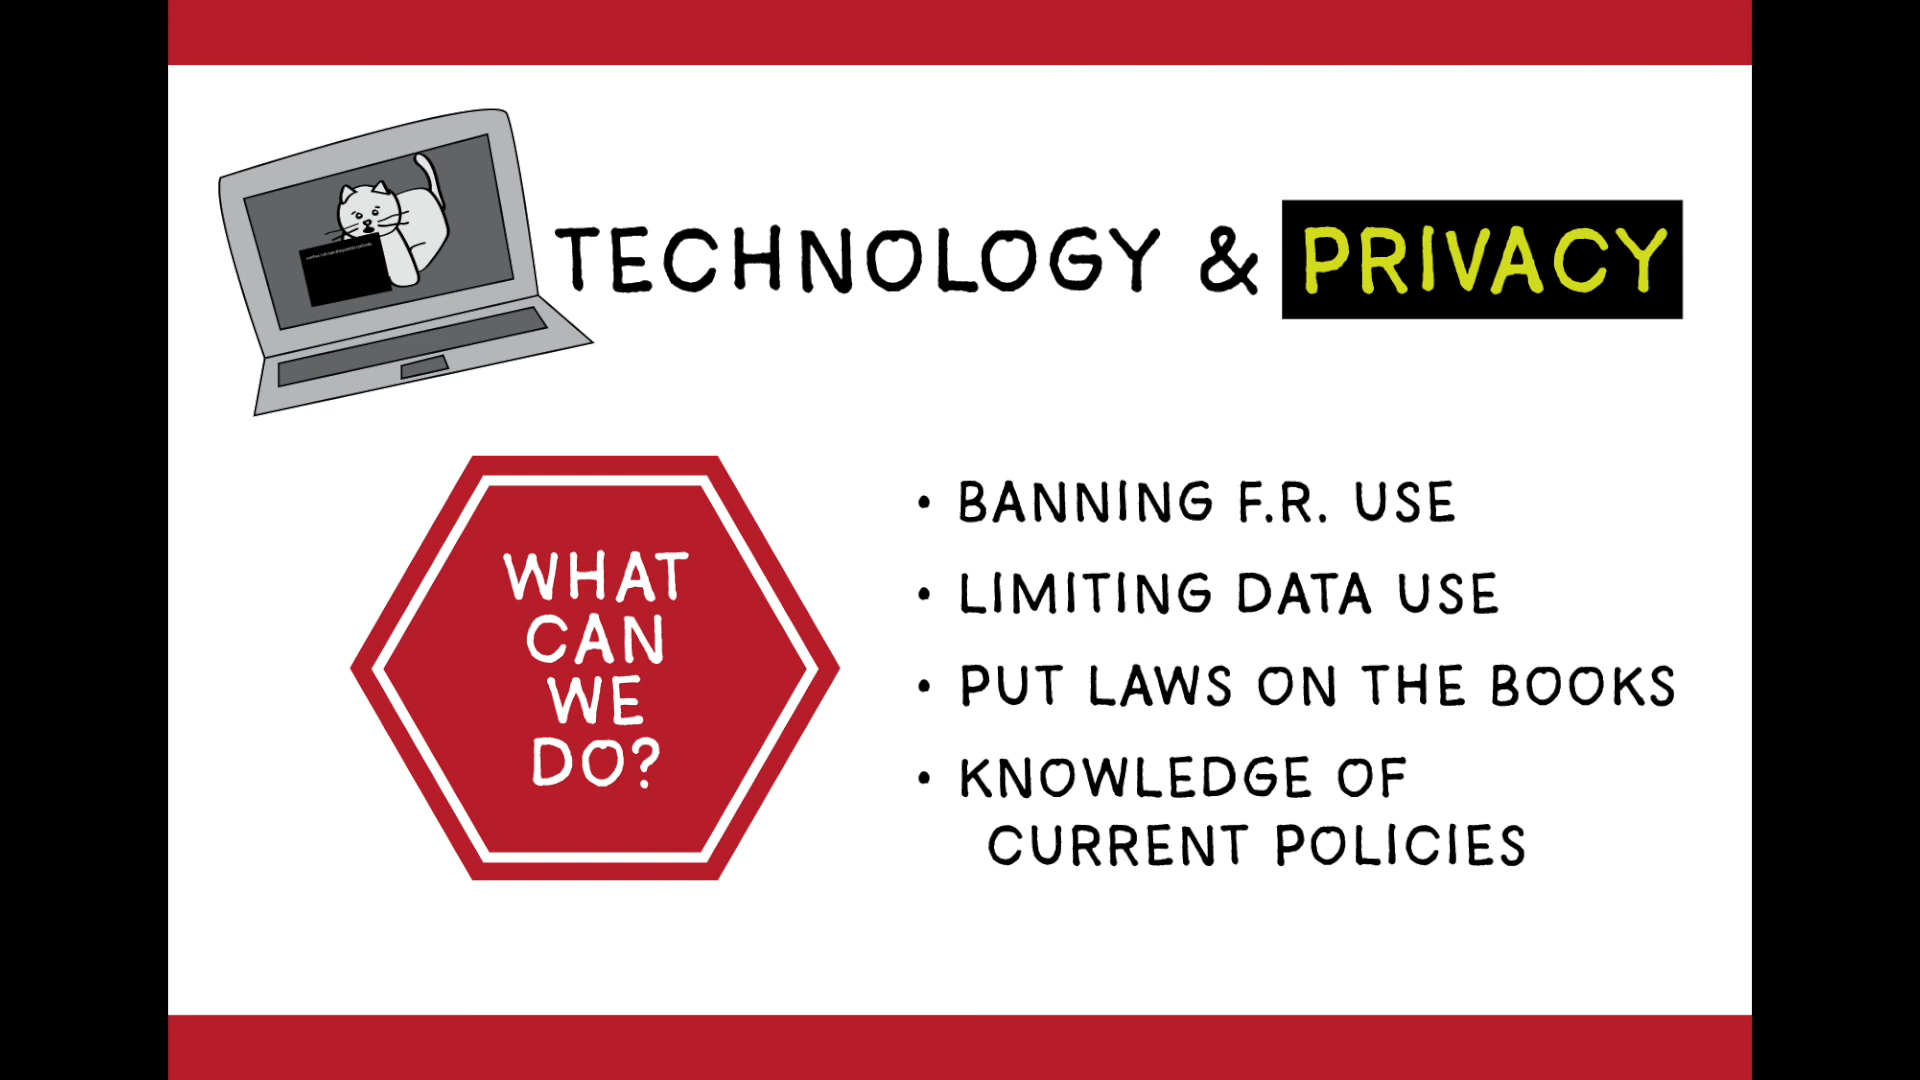 TECHNOLOGY & PRIVACY
WHAT
CAN
WE
DO?
• BANNING F.R. USE
• LIMITING DATA USE
• PUT LAWS ON THE BOOKS
• KNOWLEDGE OF
CURRENT POLICIES